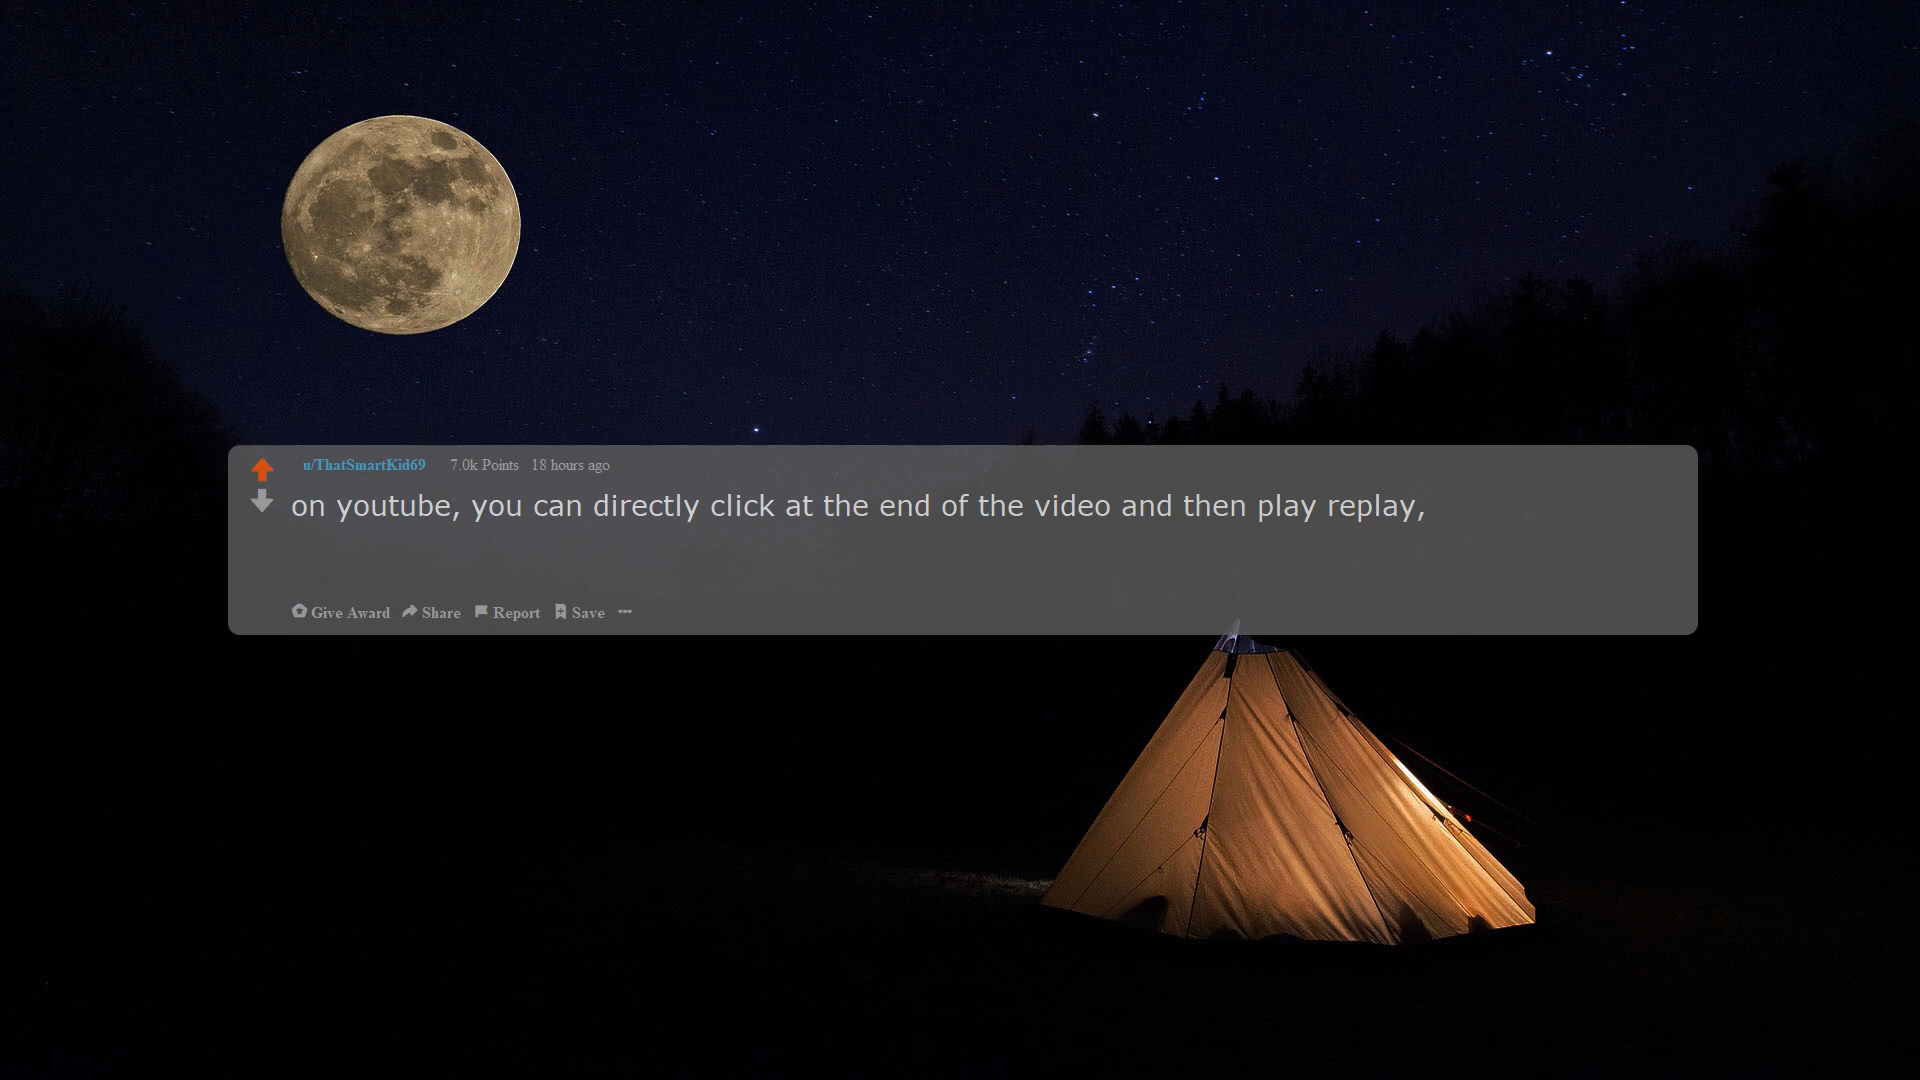 u/ThatSmartKid69 7.0k Points 18 hours ago
on youtube, you can directly click at the end of the video and then play replay,
Give Award Share Report Save